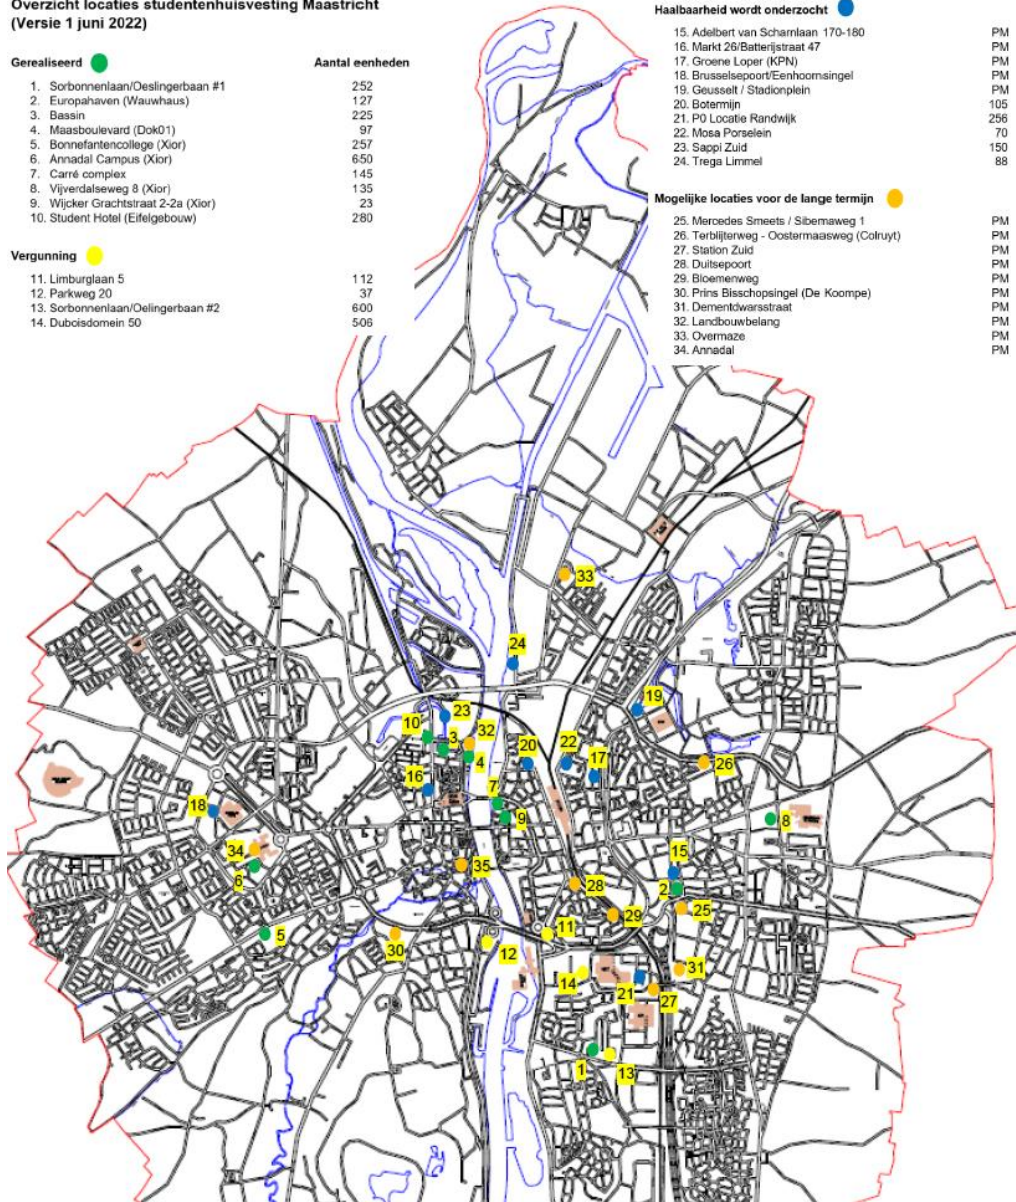 Overzicht locaties studentenhuisvesting Maastricht
(Versie 1 juni 2022)
Gerealiseerd
Aantal eenheden
1. Sorbonnenlaan/Oeslingerbaan #1 252
2. Europahaven (Wauwhaus) 127
3. Bassin 225
4. Maasboulevard (Dok01) 97
5. Bonnefantencollege (Xior) 257
6. Annadal Campus (Xior) 650
7. Carré complex 145
8. Vijverdalseweg 8 (Xior) 135
9. Wijcker Grachtstraat 2-2a (Xior) 23
10. Student Hotel (Eifelgebouw) 280
Vergunning
11. Limburglaan 5 112
12. Parkweg 20 37
13. Sorbonnenlaan/Oelingerbaan #2 600
14. Duboisdomein 50 506
Haalbaarheid wordt onderzocht
15. Adelbert van Scharnlaan 170-180 PM
16. Markt 26/Batterijstraat 47 PM
17. Groene Loper (KPN) PM
18. Brusselsepoort/Eenhoornsingel PM
19. Geusselt / Stadionplein PM
20. Botermijn 105
21. P0 Locatie Randwijk 256
22. Mosa Porselein 70
23. Sappi Zuid 150
24. Trega Limmel 88
Mogelijke locaties voor de lange termijn
25. Mercedes Smeets / Sibemaweg 1 PM
26. Terblijterweg - Oostermaasweg (Colruyt) PM
27. Station Zuid PM
28. Duitsepoort PM
29. Bloemenweg PM
30. Prins Bisschopsingel (De Koompe) PM
31. Dementdwarsstraat PM
32. Landbouwbelang PM
33. Overmaze PM
34. Annadal PM
33
24
19
23
10
32
3
20
22
4
17
26
16
7
18
9
8
34
15
35
6
28
2
25
29
11
5
30
12
31
14
21
27
1
13